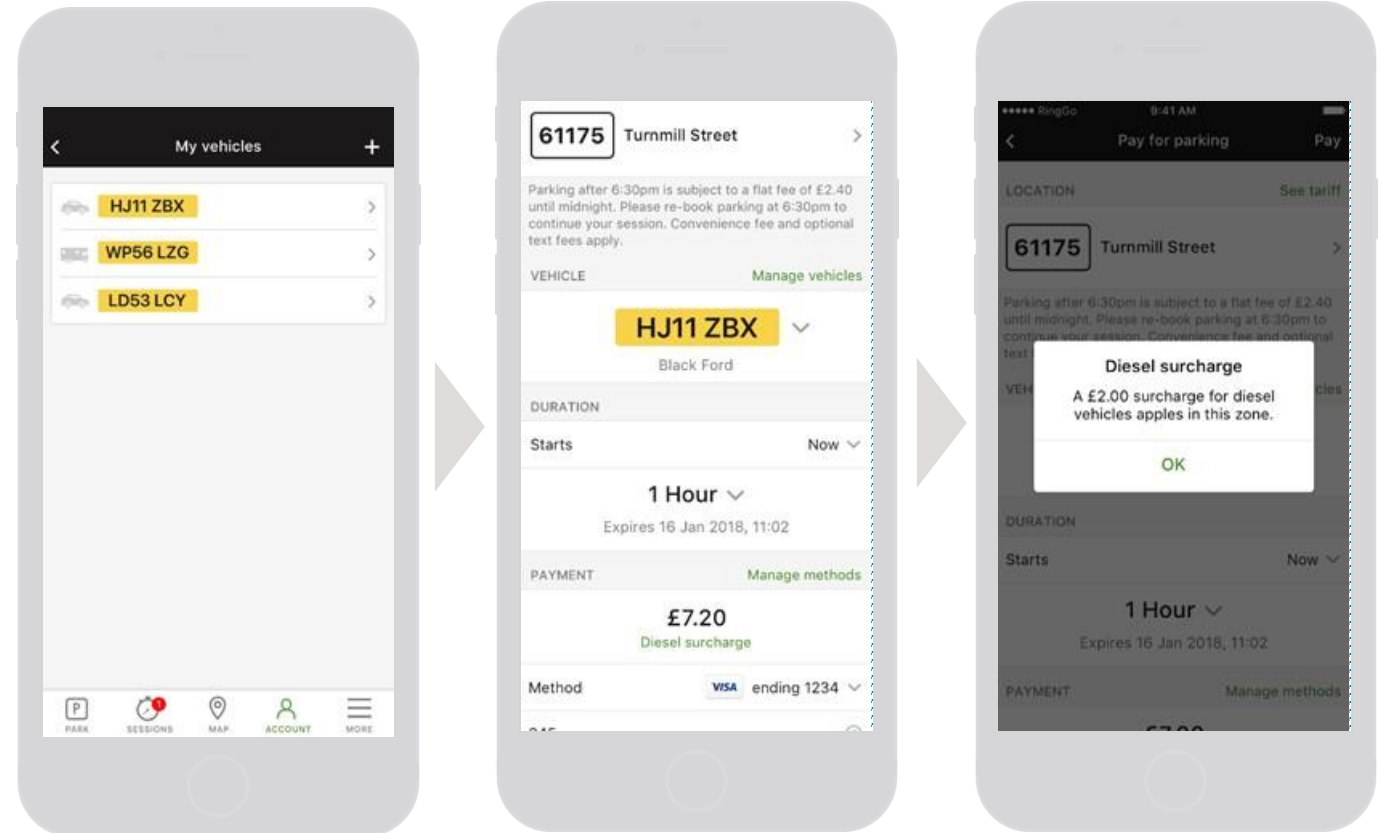 My vehicles
HJ11 ZBX
WP56 LZG
LD53 LCY
P
1
PARK SESSIONS MAP ACCOUNT MORE
61175 Turnmill Street
Parking after 6:30pm is subject to a flat fee of £2.40
until midnight. Please re-book parking at 6:30pm to
continue your session. Convenience fee and optional
text fees apply.
VEHICLE Manage vehicles
HJ11 ZBX
Black Ford
DURATION
Starts Now
1 Hour
Expires 16 Jan 2018, 11:02
PAYMENT Manage methods
£7.20
Diesel surcharge
Method VISA ending 1234
RingGo 9:41 AM
Pay for parking Pay
LOCATION See tariff
61175 Turnmill Street
Parking after 6:30pm is subject to a flat fee of £2.40
until midnight. Please re-book parking at 6:30pm to
continue your session. Convenience fee and optional
text
Diesel surcharge
A £2.00 surcharge for diesel
vehicles apples in this zone.
OK
DURATION
Starts Now
1 Hour
Expires 16 Jan 2018, 11:02
PAYMENT Manage methods